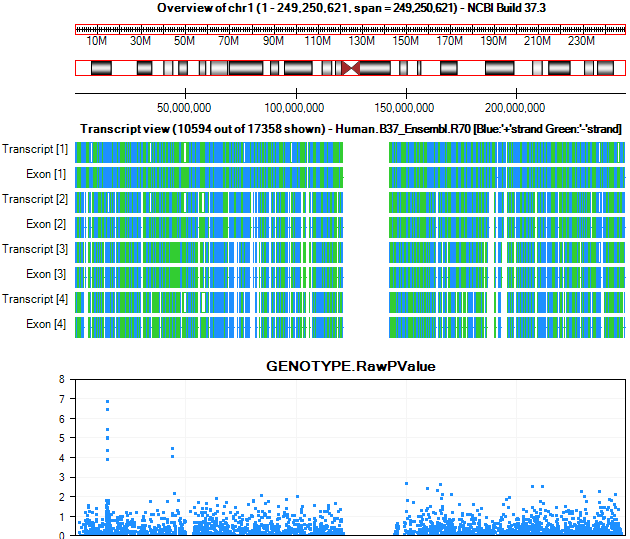 Overview of chr1 (1 - 249,250,621, span = 249,250,621) - NCBI Build 37.3
10M 30M 50M 70M 90M 110M 130M 150M 170M 190M 210M 230M
50,000,000 100,000,000 150,000,000 200,000,000
Transcript view (10594 out of 17358 shown) - Human.B37_Ensembl.R70 [Blue:'+'strand Green:'-'strand]
Transcript [1]
Exon [1]
Transcript [2]
Exon [2]
Transcript [3]
Exon [3]
Transcript [4]
Exon [4]
GENOTYPE.RawPValue
8
7
6
5
4
3
2
1
0